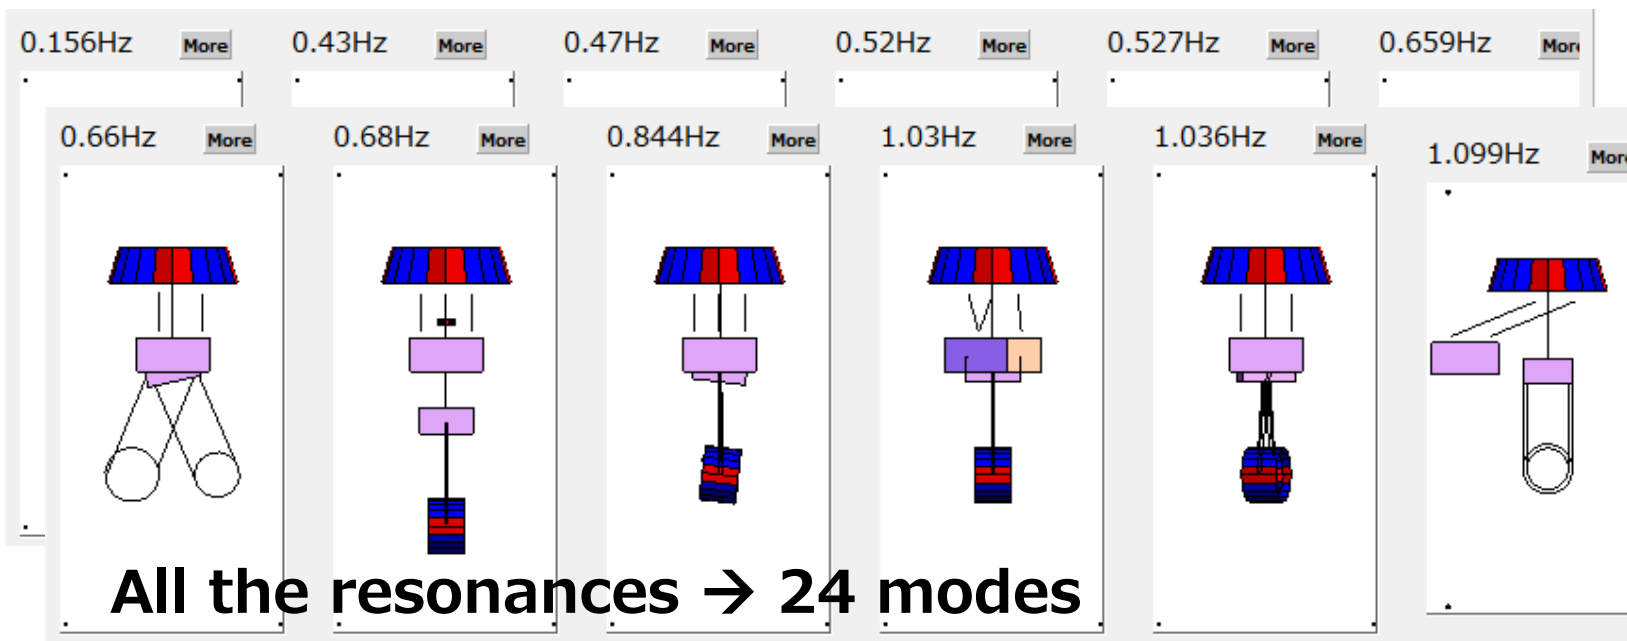 0.156Hz More 0.43Hz More 0.47Hz More 0.52Hz More 0.527Hz More 0.659Hz More
0.66Hz More 0.68Hz More 0.844Hz More 1.03Hz More 1.036Hz More 1.099Hz More
All the resonances → 24 modes